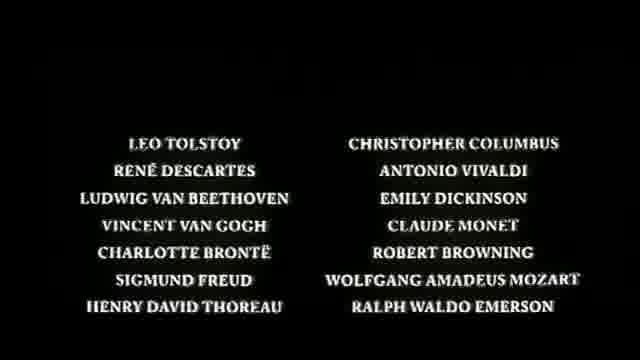 LEO TOLSTOY
RENÉ DESCARTES
LUDWIG VAN BEETHOVEN
VINCENT VAN GOGH
CHARLOTTE BRONTË
SIGMUND FREUD
HENRY DAVID THOREAU
CHRISTOPHER COLUMBUS
ANTONIO VIVALDI
EMILY DICKINSON
CLAUDE MONET
ROBERT BROWNING
WOLFGANG AMADEUS MOZART
RALPH WALDO EMERSON